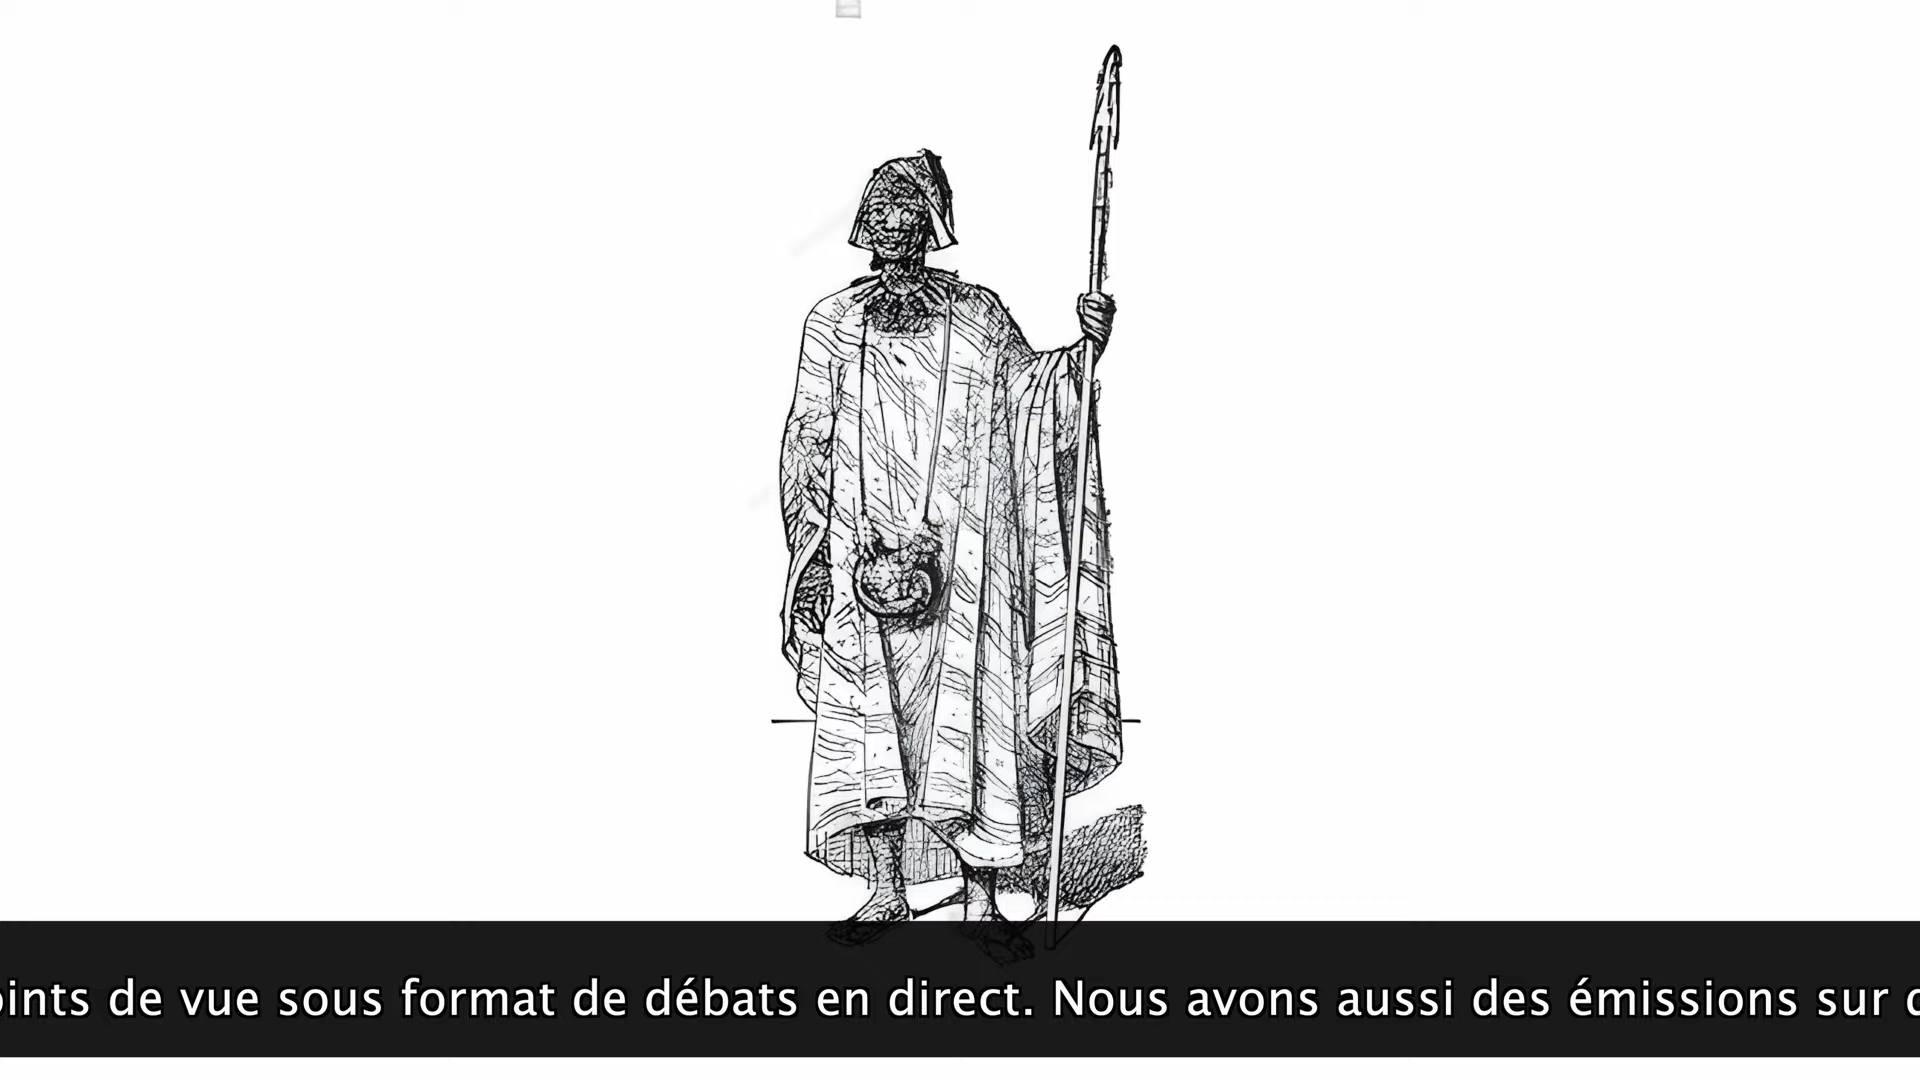 oints de vue sous format de débats en direct. Nous avons aussi des émissions sur